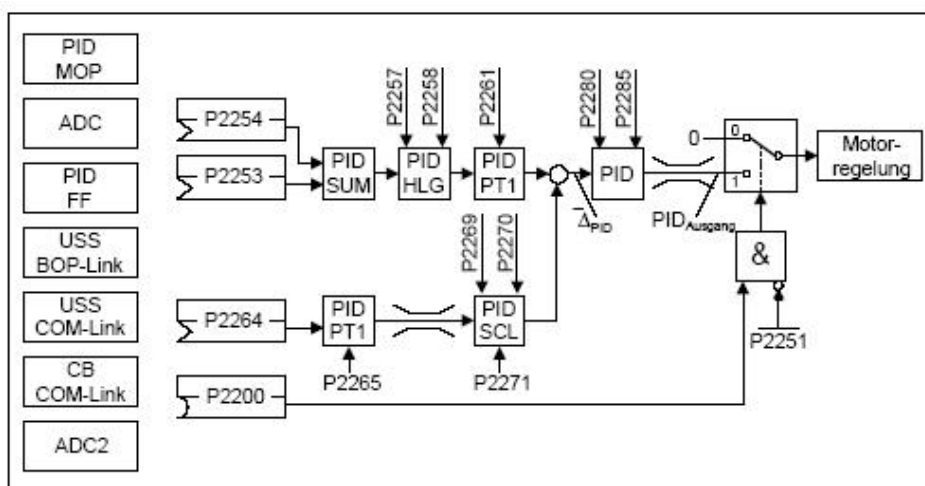 PID
MOP
ADC
PID
FF
USS
BOP-Link
USS
COM-Link
CB
COM-Link
ADC2
P2254
P2253
P2264
P2200
P2257
P2258
P2261
P2280
P2285
PID
SUM
PID
HLG
PID
PT1
PID
0
0
1
Motor-
regelung
ΔPID
PIDAusgang
P2269
P2270
PID
PT1
PID
SCL
P2265
P2271
&
P2251